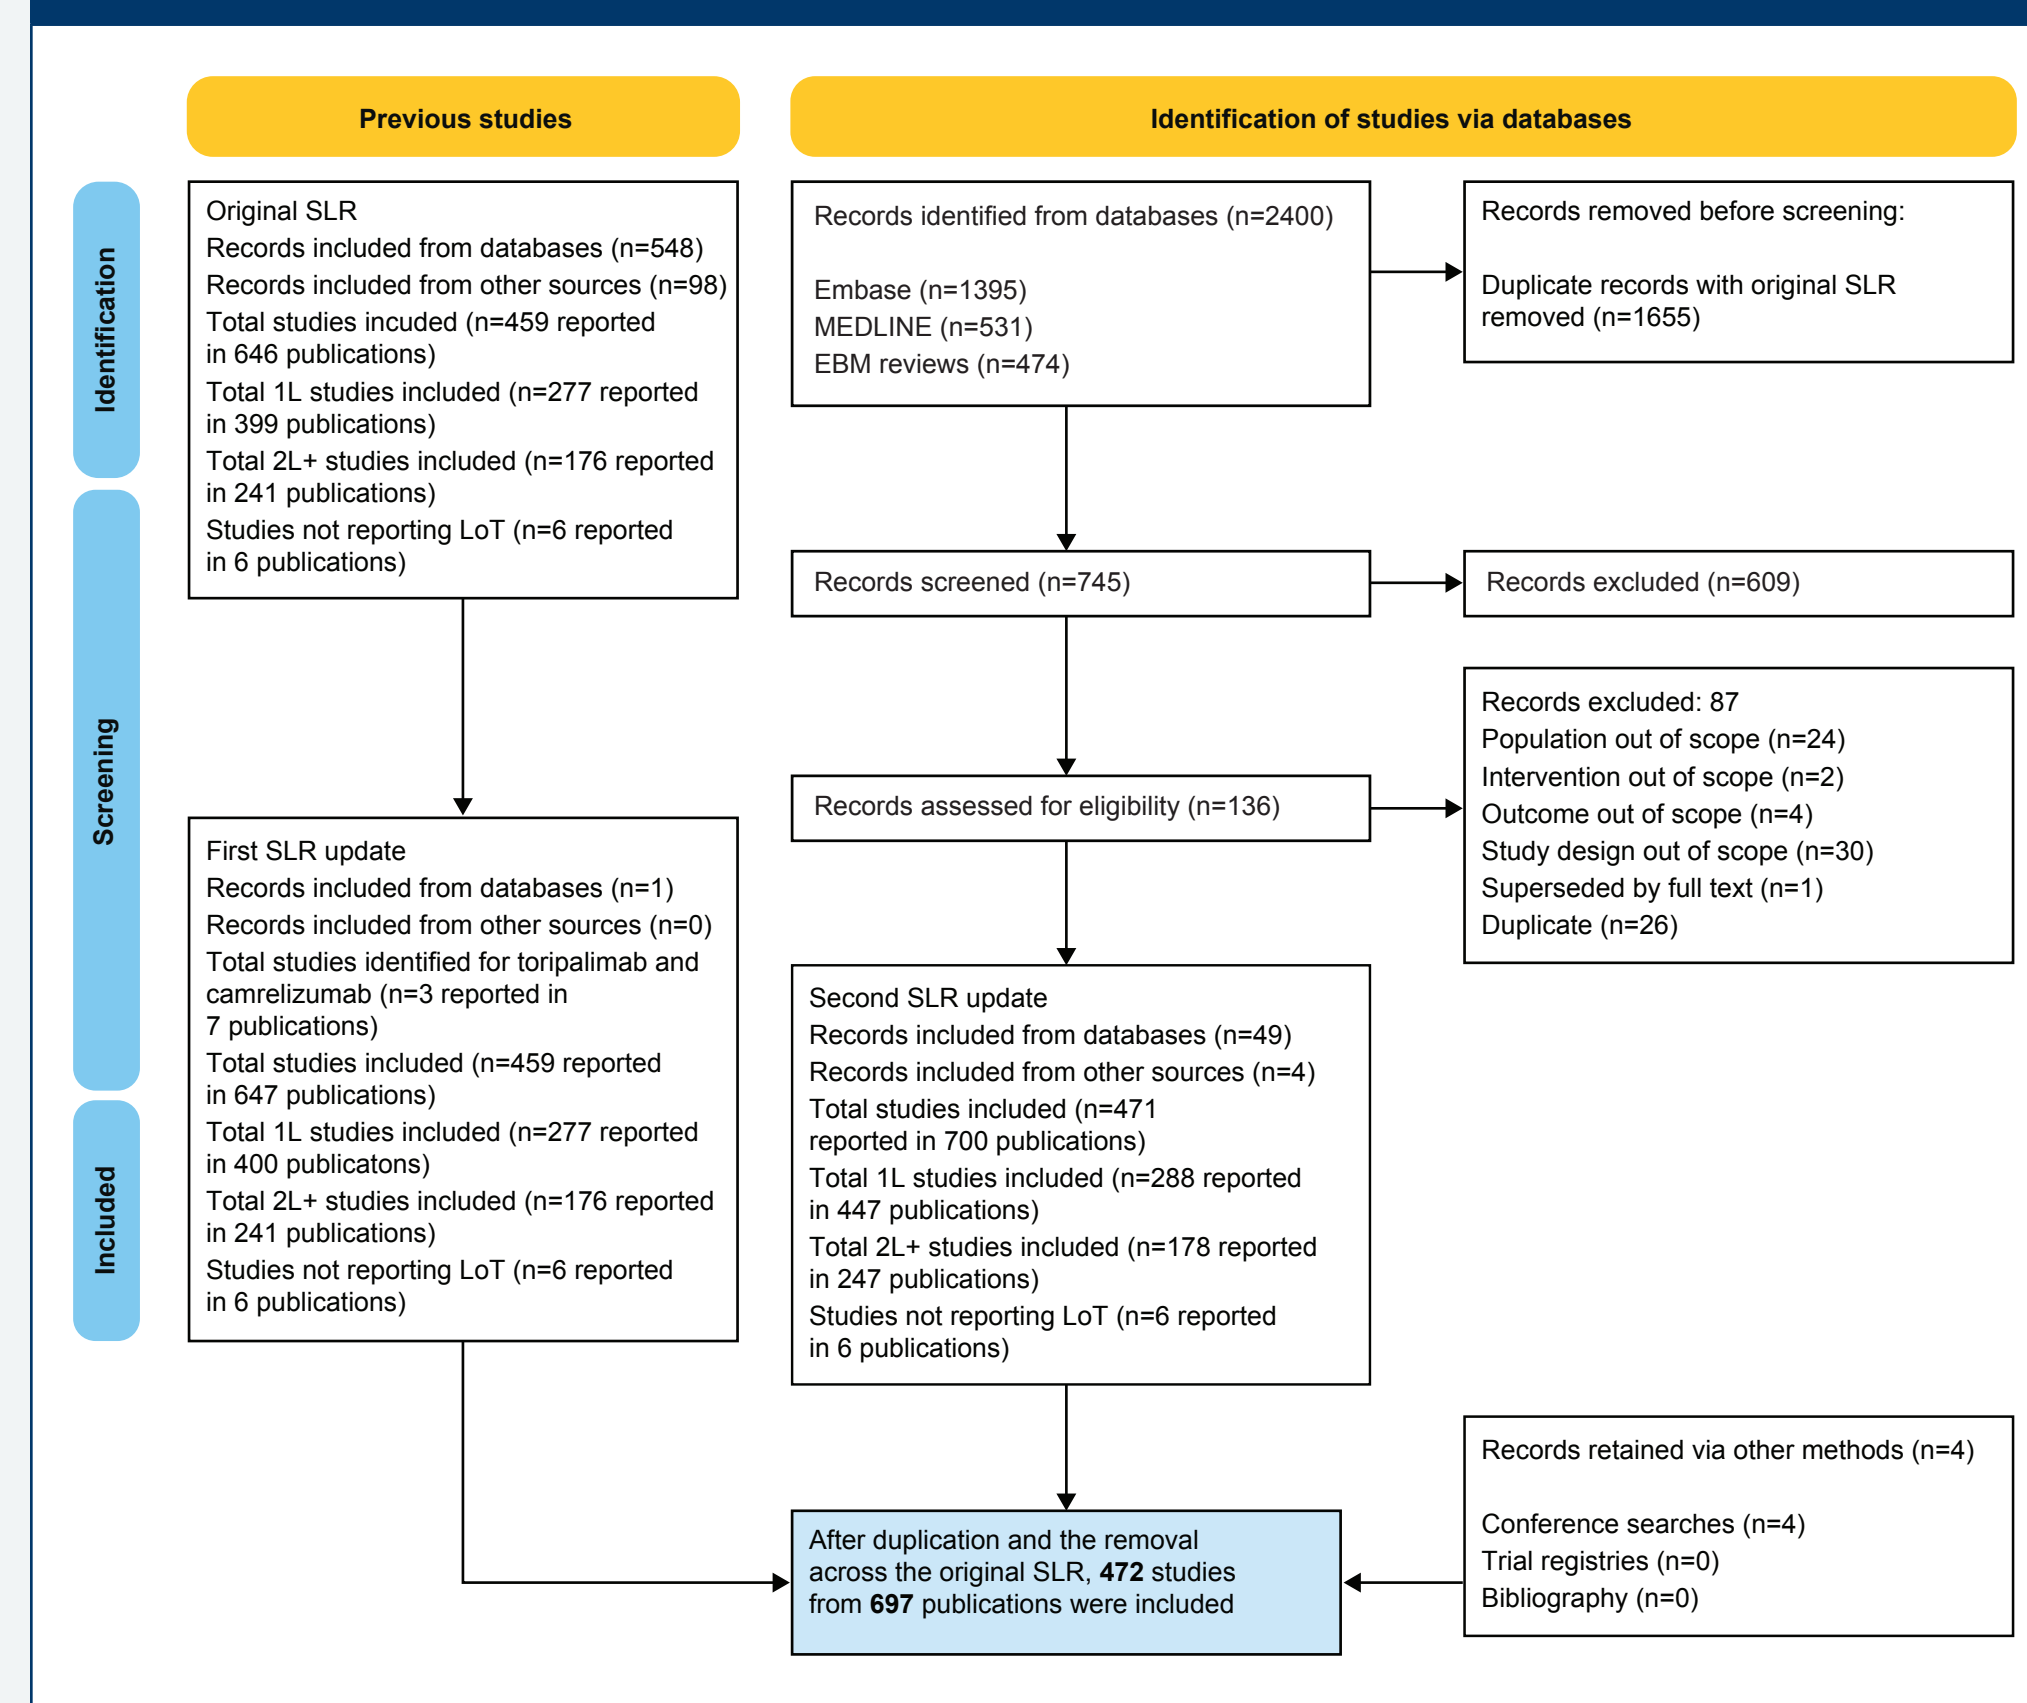 Previous studies
Identification of studies via databases
Identification
Screening
Included
Original SLR
Records included from databases (n=548)
Records included from other sources (n=98)
Total studies incuded (n=459 reported
in 646 publications)
Total 1L studies included (n=277 reported
in 399 publications)
Total 2L+ studies included (n=176 reported
in 241 publications)
Studies not reporting LoT (n=6 reported
in 6 publications)
First SLR update
Records included from databases (n=1)
Records included from other sources (n=0)
Total studies identified for toripalimab and
camrelizumab (n=3 reported in
7 publications)
Total studies included (n=459 reported
in 647 publications)
Total 1L studies included (n=277 reported
in 400 publicatons)
Total 2L+ studies included (n=176 reported
in 241 publications)
Studies not reporting LoT (n=6 reported
in 6 publications)
Records identified from databases (n=2400)
Embase (n=1395)
MEDLINE (n=531)
EBM reviews (n=474)
Records removed before screening:
Duplicate records with original SLR
removed (n=1655)
Records screened (n=745)
Records excluded (n=609)
Records assessed for eligibility (n=136)
Records excluded: 87
Population out of scope (n=24)
Intervention out of scope (n=2)
Outcome out of scope (n=4)
Study design out of scope (n=30)
Superseded by full text (n=1)
Duplicate (n=26)
Second SLR update
Records included from databases (n=49)
Records included from other sources (n=4)
Total studies included (n=471
reported in 700 publications)
Total 1L studies included (n=288 reported
in 447 publications)
Total 2L+ studies included (n=178 reported
in 247 publications)
Studies not reporting LoT (n=6 reported
in 6 publications)
Records retained via other methods (n=4)
Conference searches (n=4)
Trial registries (n=0)
Bibliography (n=0)
After duplication and the removal
across the original SLR, 472 studies
from 697 publications were included